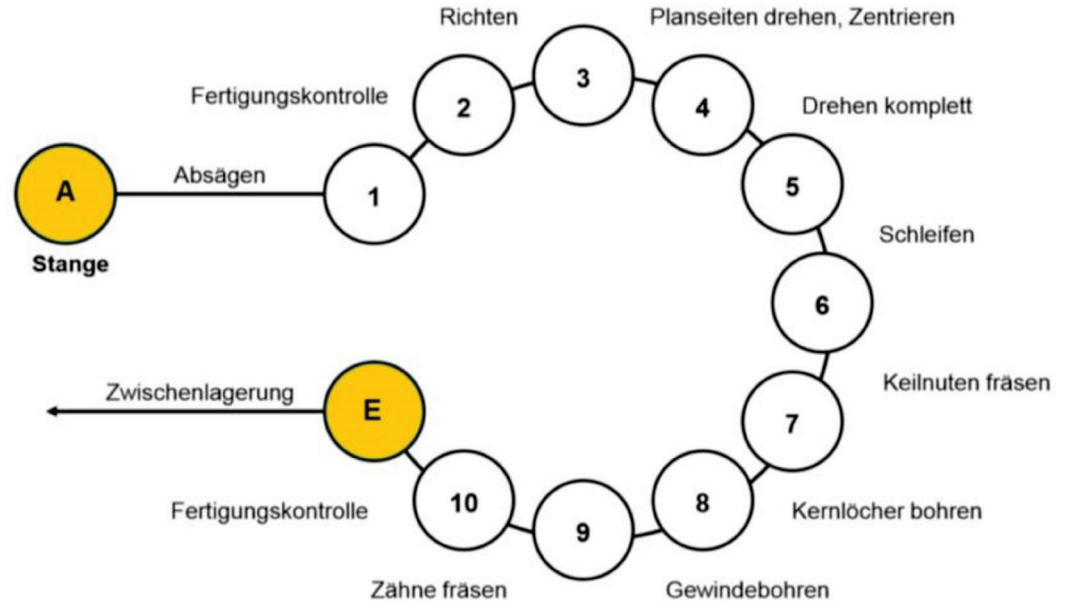 A
Stange
Absägen
1
Fertigungskontrolle
2
Richten
3
Planseiten drehen, Zentrieren
4
Drehen komplett
5
Schleifen
6
Keilnuten fräsen
7
Kernlöcher bohren
8
Gewindebohren
9
Zähne fräsen
10
Fertigungskontrolle
E
Zwischenlagerung